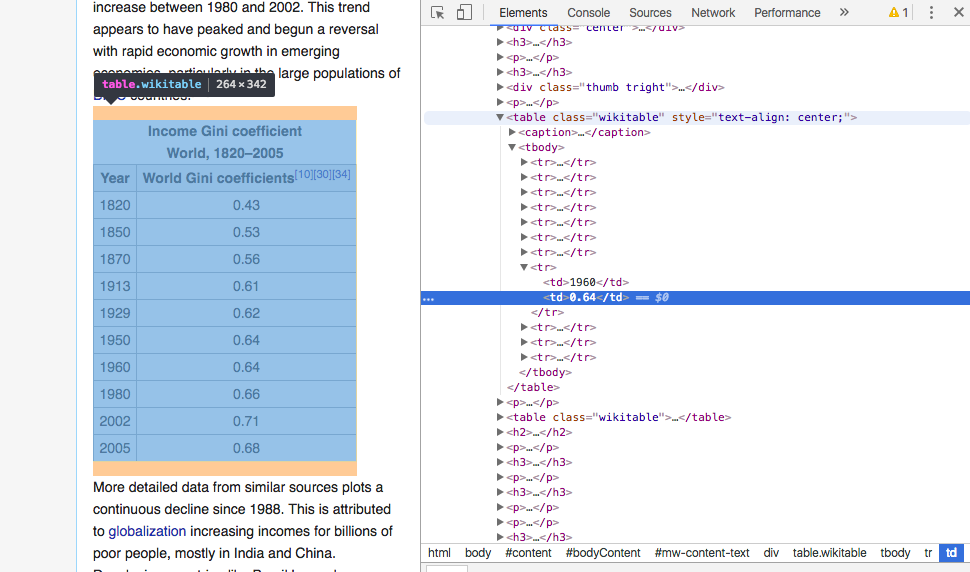 increase between 1980 and 2002. This trend
appears to have peaked and begun a reversal
with rapid economic growth in emerging
economies, particularly in the large populations of
countries.
table.wikitable | 264 × 342
Income Gini coefficient
World, 1820–2005
Year World Gini coefficients[10][30][34]
1820 0.43
1850 0.53
1870 0.56
1913 0.61
1929 0.62
1950 0.64
1960 0.64
1980 0.66
2002 0.71
2005 0.68
More detailed data from similar sources plots a
continuous decline since 1988. This is attributed
to globalization increasing incomes for billions of
poor people, mostly in India and China.
Elements Console Sources Network Performance » 1
<div class="center">…</div>
<h3>…</h3>
<p>…</p>
<h3>…</h3>
<div class="thumb tright">…</div>
<p>…</p>
<table class="wikitable" style="text-align: center;">
<caption>…</caption>
<tbody>
<tr>…</tr>
<tr>…</tr>
<tr>…</tr>
<tr>…</tr>
<tr>…</tr>
<tr>…</tr>
<tr>…</tr>
<tr>
<td>1960</td>
… <td>0.64</td> == $0
</tr>
<tr>…</tr>
<tr>…</tr>
<tr>…</tr>
</tbody>
</table>
<p>…</p>
<table class="wikitable">…</table>
<h2>…</h2>
<p>…</p>
<h3>…</h3>
<p>…</p>
<h3>…</h3>
<p>…</p>
<p>…</p>
<h3>…</h3>
html body #content #bodyContent #mw-content-text div table.wikitable tbody tr td